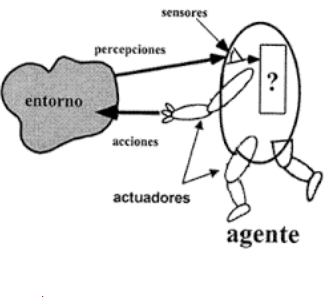 sensores
percepciones
entorno
?
acciones
actuadores
agente